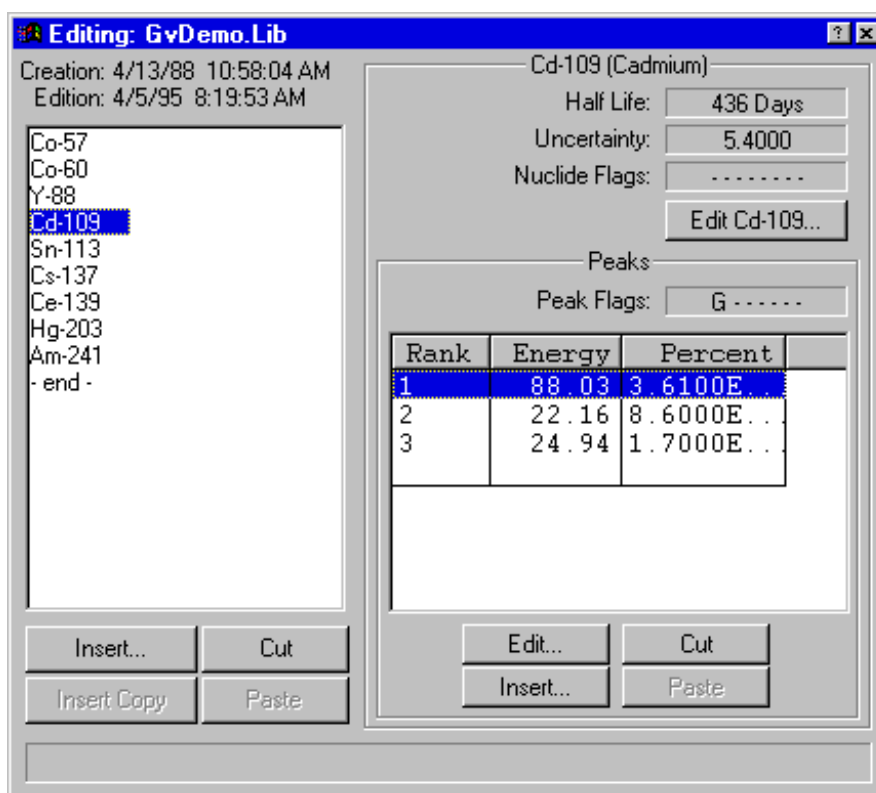 Editing: GvDemo.Lib
Creation: 4/13/88 10:58:04 AM
Edition: 4/5/95 8:19:53 AM
Co-57
Co-60
Y-88
Cd-109
Sn-113
Cs-137
Ce-139
Hg-203
Am-241
- end -
Insert... Cut
Insert Copy Paste
Cd-109 (Cadmium)
Half Life: 436 Days
Uncertainty: 5.4000
Nuclide Flags: - - - - - - - -
Edit Cd-109...
Peaks
Peak Flags: G - - - - - -
Rank Energy Percent
1 88.03 3.6100E...
2 22.16 8.6000E...
3 24.94 1.7000E...
Edit... Cut
Insert... Paste